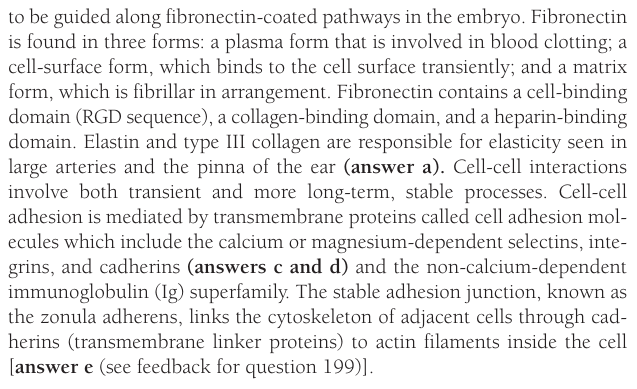 to be guided along fibronectin-coated pathways in the embryo. Fibronectin
is found in three forms: a plasma form that is involved in blood clotting; a
cell-surface form, which binds to the cell surface transiently; and a matrix
form, which is fibrillar in arrangement. Fibronectin contains a cell-binding
domain (RGD sequence), a collagen-binding domain, and a heparin-binding
domain. Elastin and type III collagen are responsible for elasticity seen in
large arteries and the pinna of the ear (answer a). Cell-cell interactions
involve both transient and more long-term, stable processes. Cell-cell
adhesion is mediated by transmembrane proteins called cell adhesion mol-
ecules which include the calcium or magnesium-dependent selectins, inte-
grins, and cadherins (answers c and d) and the non-calcium-dependent
immunoglobulin (Ig) superfamily. The stable adhesion junction, known as
the zonula adherens, links the cytoskeleton of adjacent cells through cad-
herins (transmembrane linker proteins) to actin filaments inside the cell
[answer e (see feedback for question 199)].